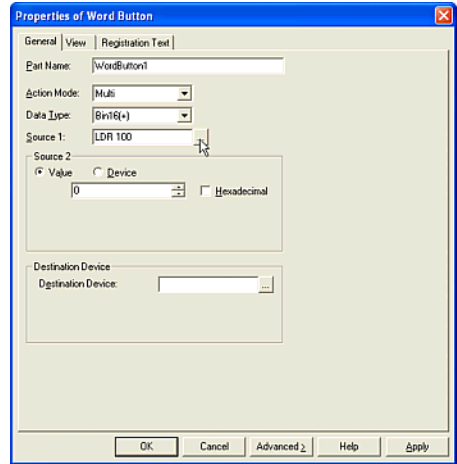 Properties of Word Button
General View Registration Text
Part Name: WordButton1
Action Mode: Multi
Data Type: Bin16(+)
Source 1: LDR 100
Source 2
Value Device
0 Hexadecimal
Destination Device
Destination Device: ...
OK Cancel Advanced > Help Apply